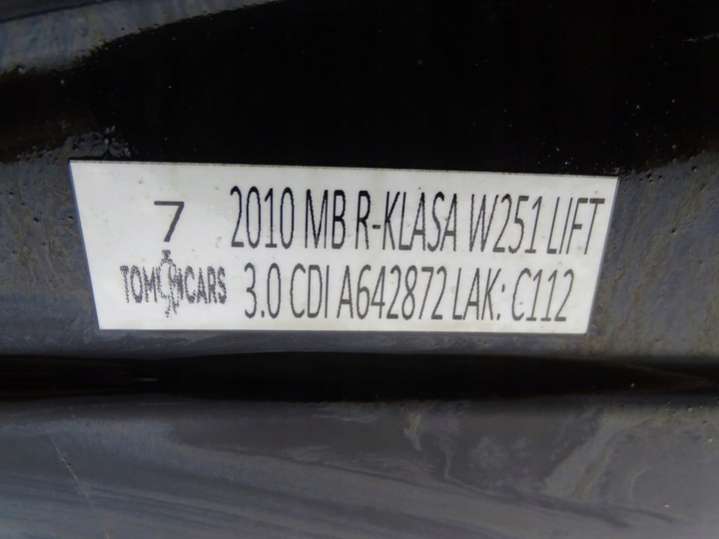 7
TOM CARS
2010 MB R-KLASA W251 LIFT
3.0 CDI A642872 LAK: C112